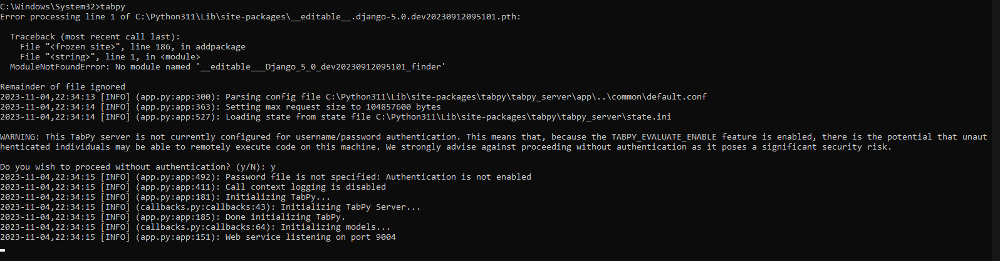 C:\Windows\System32>tabpy
Error processing line 1 of C:\Python311\Lib\site-packages\__editable__.django-5.0.dev20230912095101.pth:
Traceback (most recent call last):
File "<frozen site>", line 186, in addpackage
File "<string>", line 1, in <module>
ModuleNotFoundError: No module named '__editable___Django_5_0_dev20230912095101_finder'
Remainder of file ignored
2023-11-04,22:34:13 [INFO] (app.py:app:300): Parsing config file C:\Python311\Lib\site-packages\tabpy\tabpy_server\app\..\common\default.conf
2023-11-04,22:34:14 [INFO] (app.py:app:363): Setting max request size to 104857600 bytes
2023-11-04,22:34:14 [INFO] (app.py:app:527): Loading state from state file C:\Python311\Lib\site-packages\tabpy\tabpy_server\state.ini
WARNING: This TabPy server is not currently configured for username/password authentication. This means that, because the TABPY_EVALUATE_ENABLE feature is enabled, there is the potential that unaut
henticated individuals may be able to remotely execute code on this machine. We strongly advise against proceeding without authentication as it poses a significant security risk.
Do you wish to proceed without authentication? (y/N): y
2023-11-04,22:34:15 [INFO] (app.py:app:492): Password file is not specified: Authentication is not enabled
2023-11-04,22:34:15 [INFO] (app.py:app:411): Call context logging is disabled
2023-11-04,22:34:15 [INFO] (app.py:app:181): Initializing TabPy...
2023-11-04,22:34:15 [INFO] (callbacks.py:callbacks:43): Initializing TabPy Server...
2023-11-04,22:34:15 [INFO] (app.py:app:185): Done initializing TabPy.
2023-11-04,22:34:15 [INFO] (callbacks.py:callbacks:64): Initializing models...
2023-11-04,22:34:15 [INFO] (app.py:app:151): Web service listening on port 9004